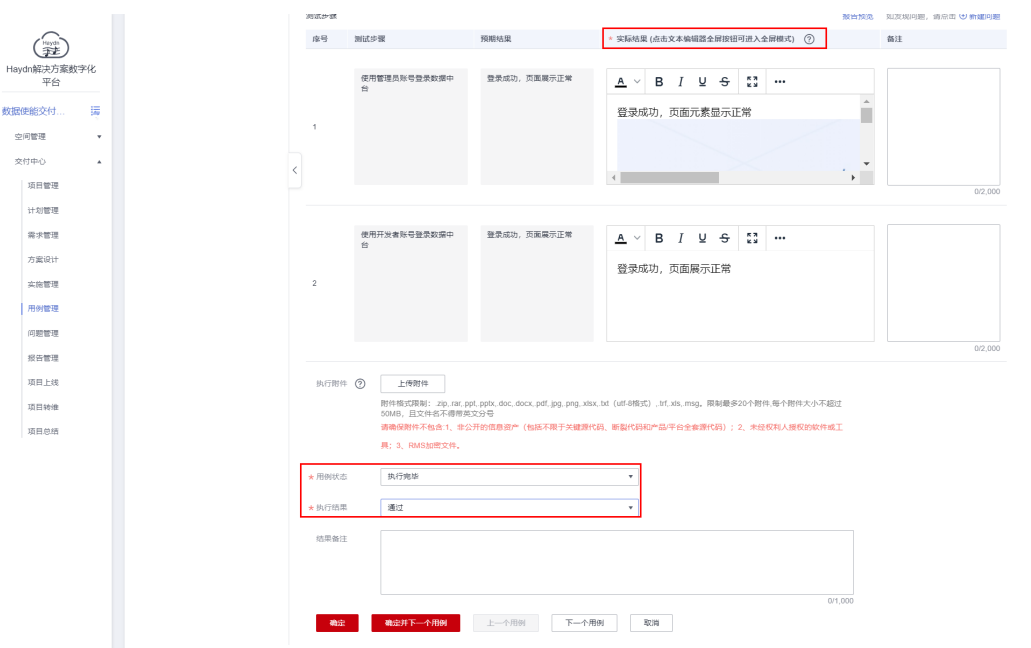 测试步骤
报告预览 如发现问题，请点击 新建问题
序号 测试步骤 预期结果 * 实际结果 (点击文本编辑器全屏按钮可进入全屏模式) ? 备注
Haydn
Haydn解决方案数字化
平台
数据使能交付...
空间管理
交付中心
项目管理
计划管理
需求管理
方案设计
实施管理
用例管理
问题管理
报告管理
项目上线
项目转维
项目总结
1
使用管理员账号登录数据中
台
登录成功，页面展示正常
A B I U S ...
登录成功，页面元素显示正常
0/2,000
2
使用开发者账号登录数据中
台
登录成功，页面展示正常
A B I U S ...
登录成功，页面展示正常
0/2,000
执行附件 ? 上传附件
附件格式限制：.zip,.rar,.ppt,.pptx,.doc,.docx,.pdf,.jpg,.png,.xlsx,.txt（utf-8格式）,.trf,.xls,.msg。限制最多20个附件,每个附件大小不超过
50MB，且文件名不得带英文分号
请确保附件不包含:1、非公开的信息资产（包括不限于关键源代码、断裂代码和产品/平台全套源代码）；2、未经权利人授权的软件或工
具；3、RMS加密文件。
* 用例状态 执行完毕
* 执行结果 通过
结果备注
0/1,000
确定 确定并下一个用例 上一个用例 下一个用例 取消